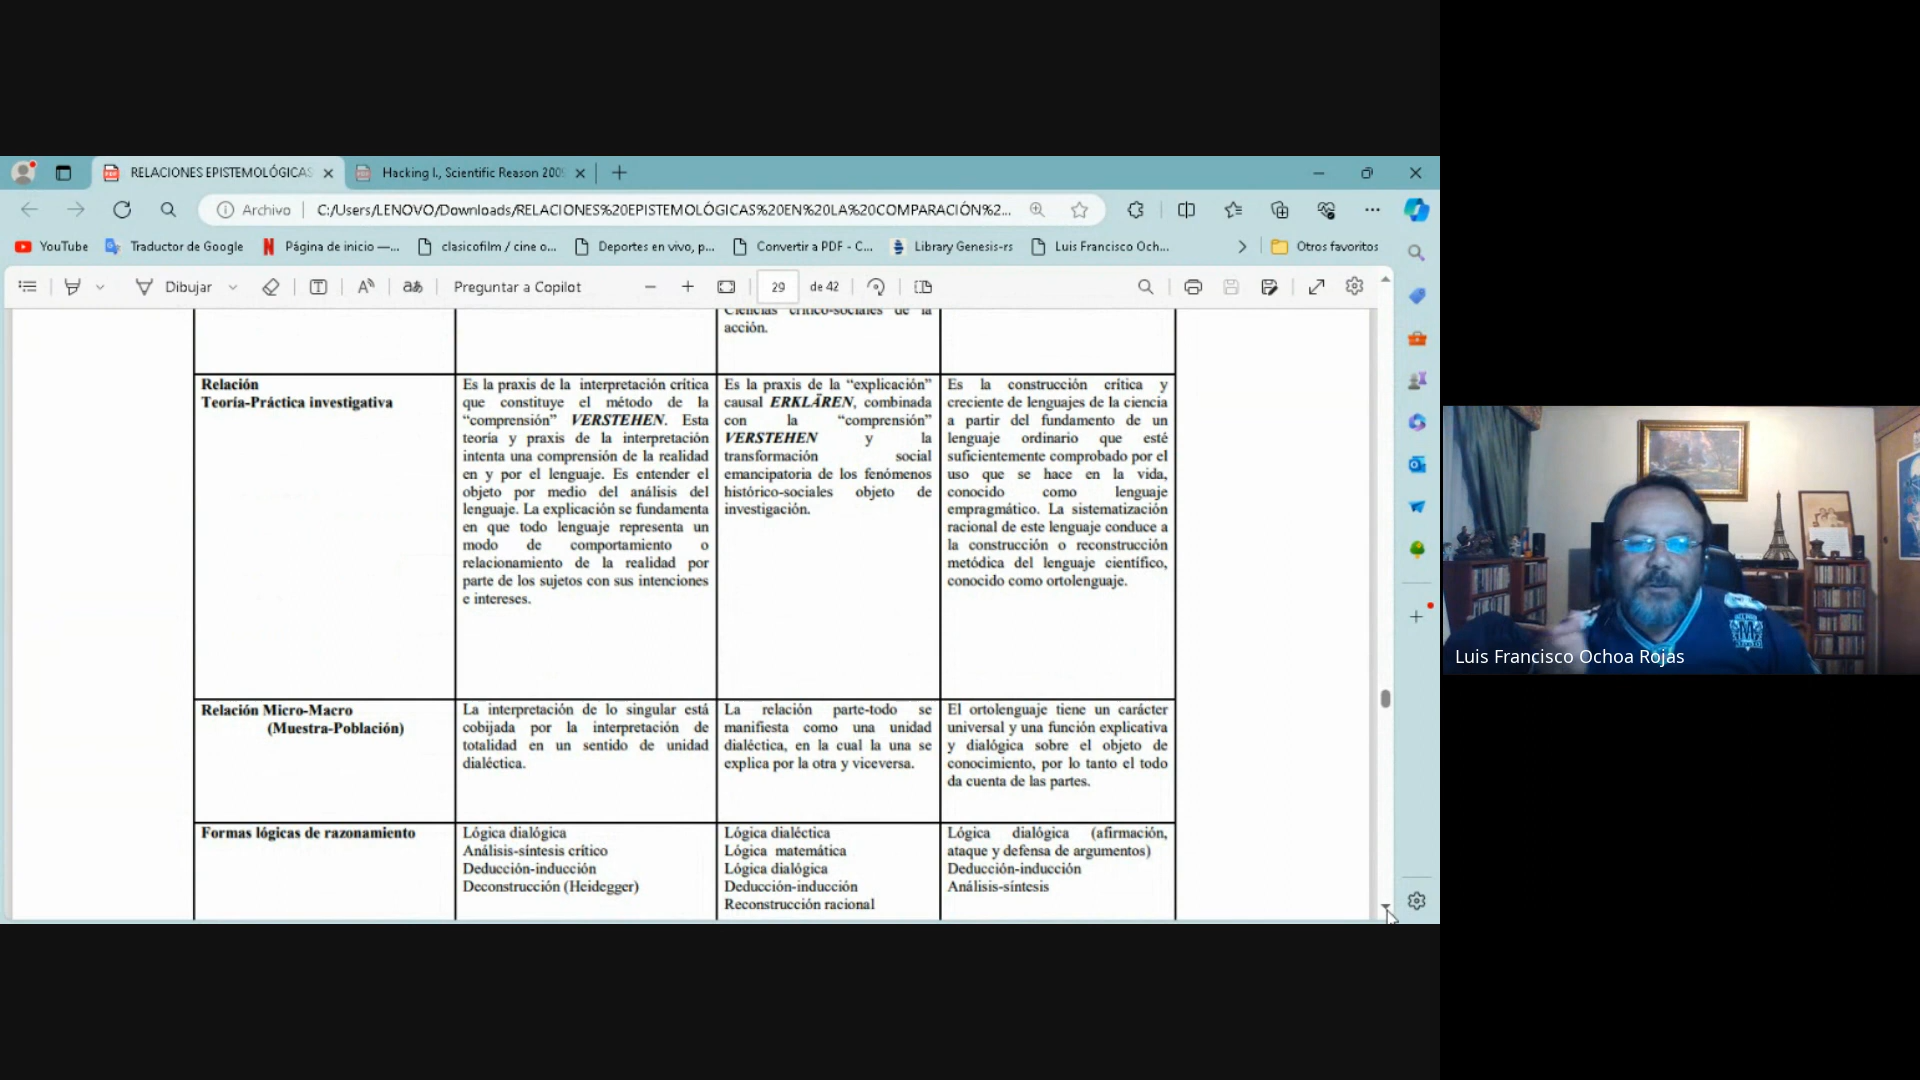 RELACIONES EPISTEMOLÓGICAS
Hacking I., Scientific Reason 200
Archivo
C:/Users/LENOVO/Downloads/RELACIONES%20EPISTEMOLÓGICAS%20EN%20LA%20COMPARACIÓN%2...
YouTube
Traductor de Google
Página de inicio —...
clasicofilm / cine o...
Deportes en vivo, p...
Convertir a PDF - C...
Library Genesis-rs
Luis Francisco Och...
Otros favoritos
Dibujar
Preguntar a Copilot
29
de 42
Ciencias crítico-sociales de la
acción.
Relación
Teoría-Práctica investigativa
Es la praxis de la interpretación crítica
que constituye el método de la
“comprensión” VERSTEHEN. Esta
teoría y praxis de la interpretación
intenta una comprensión de la realidad
en y por el lenguaje. Es entender el
objeto por medio del análisis del
lenguaje. La explicación se fundamenta
en que todo lenguaje representa un
modo de comportamiento o
relacionamiento de la realidad por
parte de los sujetos con sus intenciones
e intereses.
Es la praxis de la “explicación”
causal ERKLÄREN, combinada
con la “comprensión”
VERSTEHEN y la
transformación social
emancipatoria de los fenómenos
histórico-sociales objeto de
investigación.
Es la construcción crítica y
creciente de lenguajes de la ciencia
a partir del fundamento de un
lenguaje ordinario que esté
suficientemente comprobado por el
uso que se hace en la vida,
conocido como lenguaje
empragmático. La sistematización
racional de este lenguaje conduce a
la construcción o reconstrucción
metódica del lenguaje científico,
conocido como ortolenguaje.
Relación Micro-Macro
(Muestra-Población)
La interpretación de lo singular está
cobijada por la interpretación de
totalidad en un sentido de unidad
dialéctica.
La relación parte-todo se
manifiesta como una unidad
dialéctica, en la cual la una se
explica por la otra y viceversa.
El ortolenguaje tiene un carácter
universal y una función explicativa
y dialógica sobre el objeto de
conocimiento, por lo tanto el todo
da cuenta de las partes.
Formas lógicas de razonamiento
Lógica dialógica
Análisis-síntesis crítico
Deducción-inducción
Deconstrucción (Heidegger)
Lógica dialéctica
Lógica matemática
Lógica dialógica
Deducción-inducción
Reconstrucción racional
Lógica dialógica (afirmación,
ataque y defensa de argumentos)
Deducción-inducción
Análisis-síntesis
Luis Francisco Ochoa Rojas